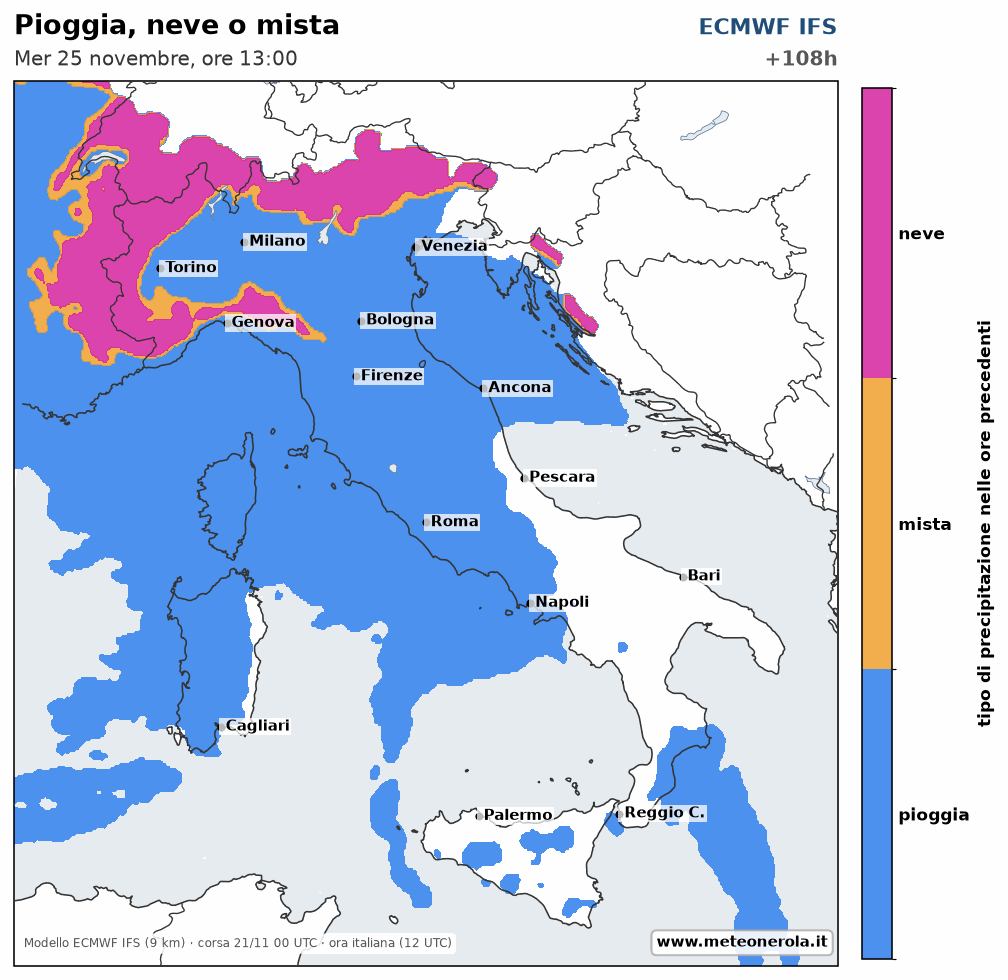 Pioggia, neve o mista
ECMWF IFS
Mer 25 novembre, ore 13:00
+108h
neve
mista
pioggia
tipo di precipitazione nelle ore precedenti
Milano
Venezia
Torino
Genova
Bologna
Firenze
Ancona
Pescara
Roma
Bari
Napoli
Cagliari
Palermo
Reggio C.
Modello ECMWF IFS (9 km) · corsa 21/11 00 UTC · ora italiana (12 UTC)
www.meteonerola.it